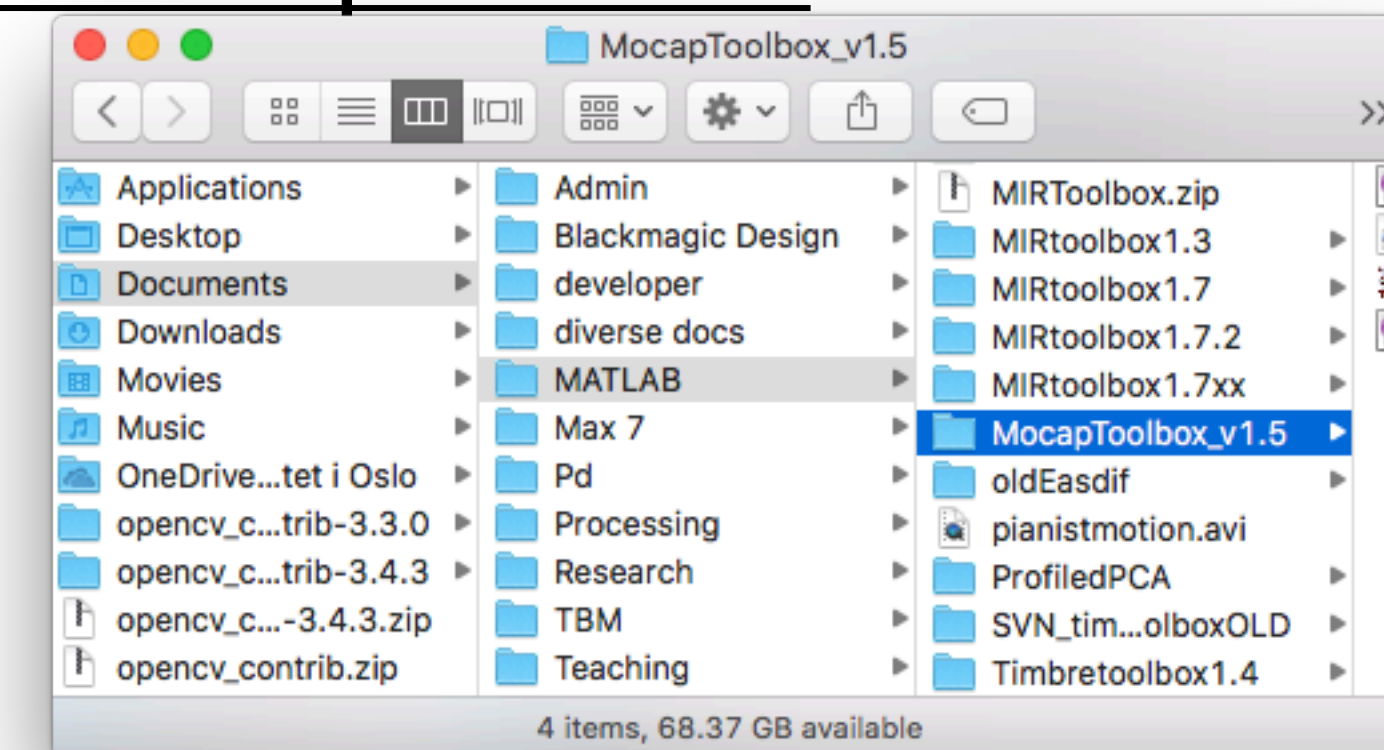 MocapToolbox_v1.5
Applications
Desktop
Documents
Downloads
Movies
Music
OneDrive...tet i Oslo
opencv_c...trib-3.3.0
opencv_c...trib-3.4.3
opencv_c...-3.4.3.zip
opencv_contrib.zip
Admin
Blackmagic Design
developer
diverse docs
MATLAB
Max 7
Pd
Processing
Research
TBM
Teaching
MIRToolbox.zip
MIRtoolbox1.3
MIRtoolbox1.7
MIRtoolbox1.7.2
MIRtoolbox1.7xx
MocapToolbox_v1.5
oldEasdif
pianistmotion.avi
ProfiledPCA
SVN_tim...olboxOLD
Timbretoolbox1.4
4 items, 68.37 GB available